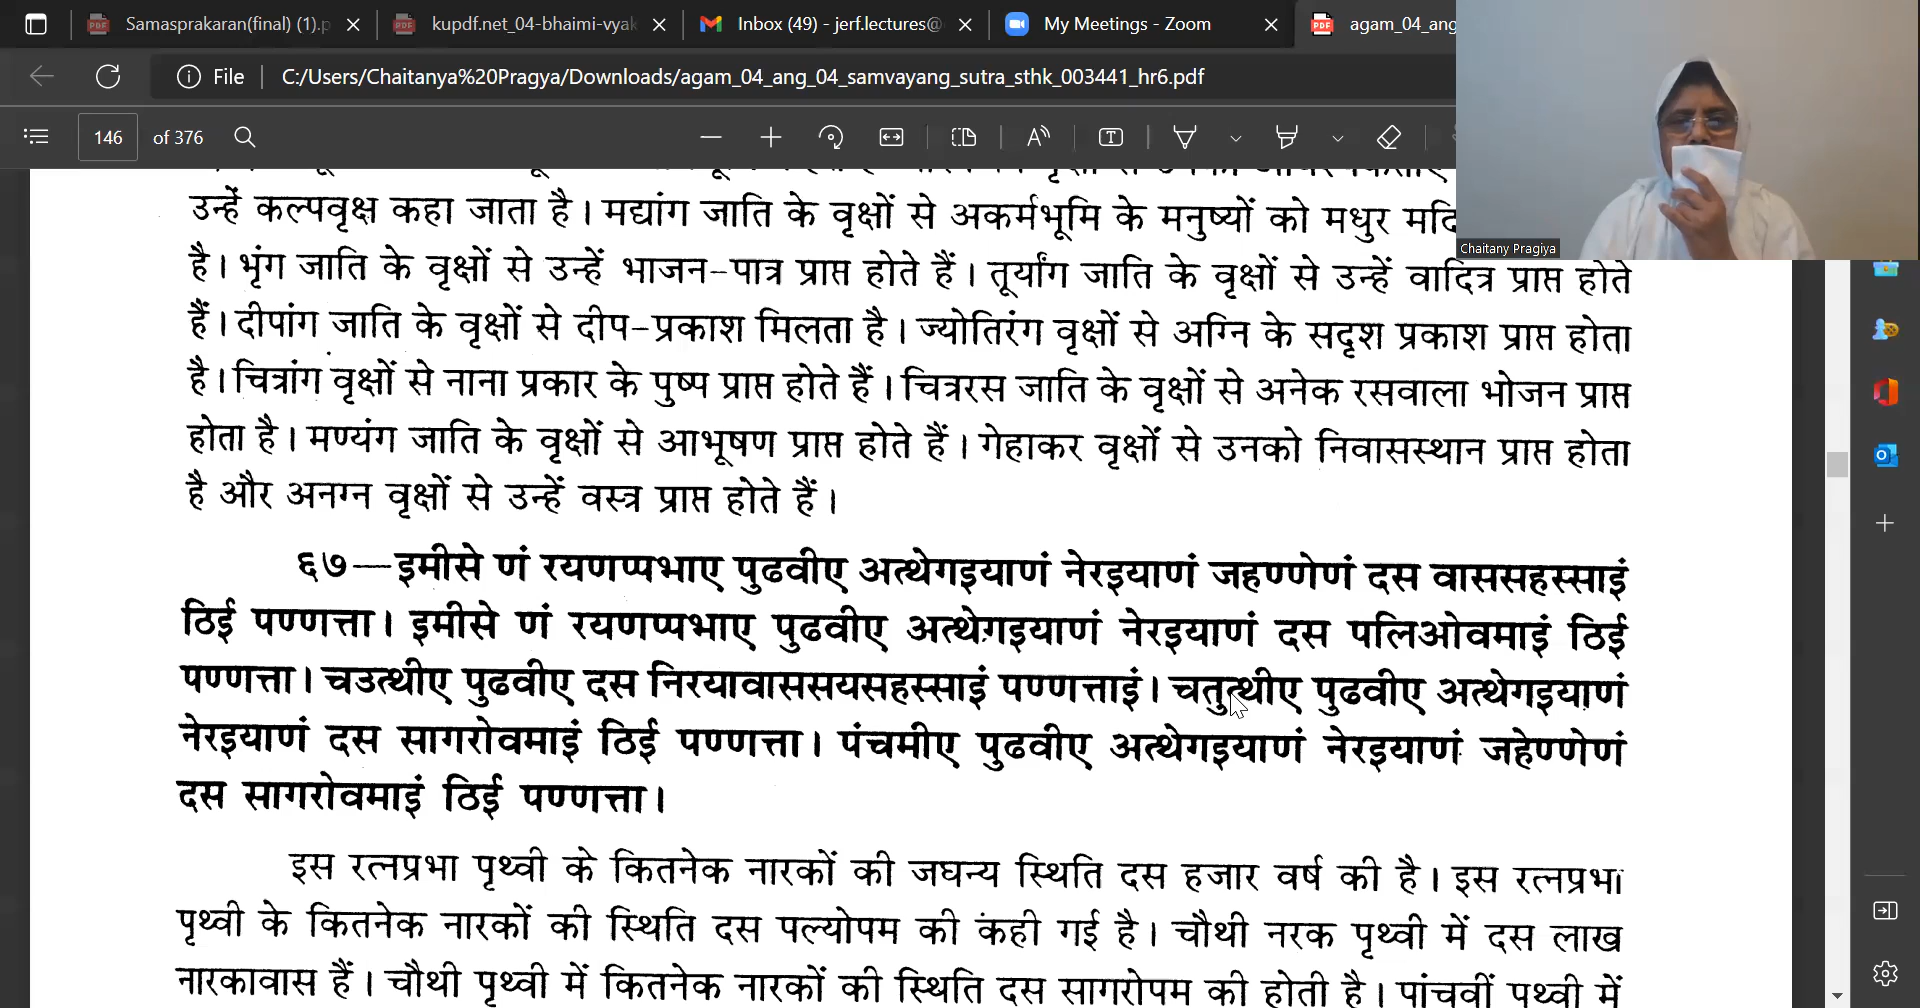 Samasprakaran(final) (1).p
kupdf.net_04-bhaimi-vyak
Inbox (49) - jerf.lectures@
My Meetings - Zoom
agam_04_ang
File
C:/Users/Chaitanya%20Pragya/Downloads/agam_04_ang_04_samvayang_sutra_sthk_003441_hr6.pdf
146 of 376
Chaitany Pragiya
उन्हें कल्पवृक्ष कहा जाता है। मद्यांग जाति के वृक्षों से अकर्मभूमि के मनुष्यों को मधुर
है। भृंग जाति के वृक्षों से उन्हें भाजन-पात्र प्राप्त होते हैं। तूर्यांग जाति के वृक्षों से उन्हें वादित्र प्राप्त होते
हैं। दीपांग जाति के वृक्षों से दीप-प्रकाश मिलता है। ज्योतिरंग वृक्षों से अग्नि के सदृश प्रकाश प्राप्त होता
है। चित्रांग वृक्षों से नाना प्रकार के पुष्प प्राप्त होते हैं। चित्ररस जाति के वृक्षों से अनेक रसवाला भोजन प्राप्त
होता है। मण्यंग जाति के वृक्षों से आभूषण प्राप्त होते हैं। गेहाकर वृक्षों से उनको निवासस्थान प्राप्त होता
है और अनग्न वृक्षों से उन्हें वस्त्र प्राप्त होते हैं।
६७—इमीसे णं रयणप्पभाए पुढवीए अत्थेगइयाणं नेरइयाणं जहण्णेणं दस वाससहस्साइं
ठिई पण्णत्ता। इमीसे णं रयणप्पभाए पुढवीए अत्थेगइयाणं नेरइयाणं दस पलिओवमाइं ठिई
पण्णत्ता। चउत्थीए पुढवीए दस निरयावाससयसहस्साइं पण्णत्ताइं। चतुत्थीए पुढवीए अत्थेगइयाणं
नेरइयाणं दस सागरोवमाइं ठिई पण्णत्ता। पंचमीए पुढवीए अत्थेगइयाणं नेरइयाणं जहेण्णेणं
दस सागरोवमाइं ठिई पण्णत्ता।
इस रत्नप्रभा पृथ्वी के कितनेक नारकों की जघन्य स्थिति दस हजार वर्ष की है। इस रत्नप्रभा
पृथ्वी के कितनेक नारकों की स्थिति दस पल्योपम की कंही गई है। चौथी नरक पृथ्वी में दस लाख
नारकावास हैं। चौथी पृथ्वी में कितनेक नारकों की स्थिति दस सागरोपम की होती है। पांचवीं पृथ्वी में